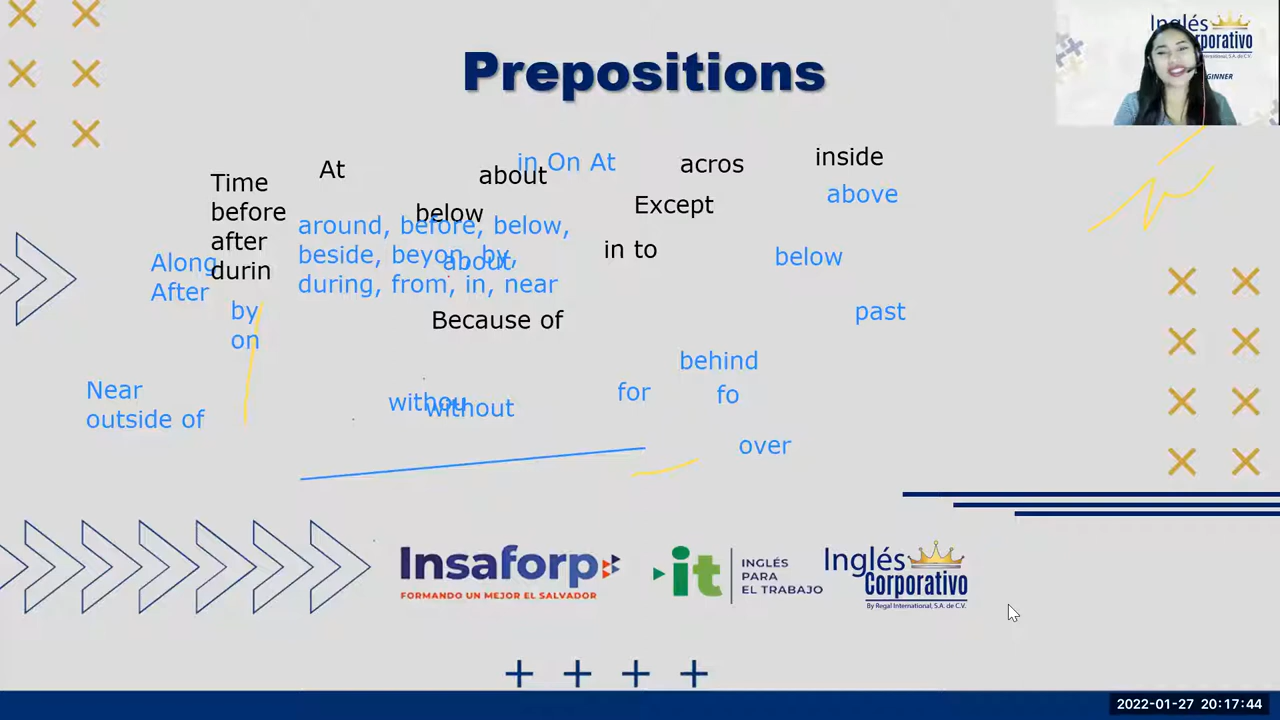 Prepositions
Inglés
rporativo
GINNER
At
in On At
about
acros
inside
Time
before
after
durin
above
below
Except
around, before, below,
beside, beyon, by,
during, from, in, near
about
in to
below
Along
After
by
on
Because of
past
behind
Near
outside of
withou
without
for
fo
over
Insaforp
FORMANDO UN MEJOR EL SALVADOR
it
INGLÉS
PARA
EL TRABAJO
Inglés
Corporativo
By Regal International, S.A. de C.V.
2022-01-27 20:17:44